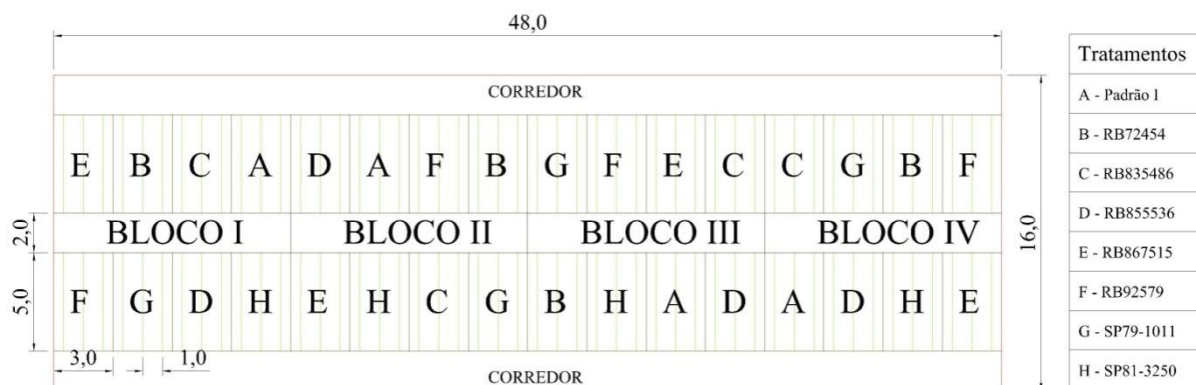 48,0
CORREDOR
E B C A D A F B G F E C C G B F
2,0
BLOCO I BLOCO II BLOCO III BLOCO IV
16,0
5,0
F G D H E H C G B H A D A D H E
3,0 1,0
CORREDOR
Tratamentos
A - Padrão 1
B - RB72454
C - RB835486
D - RB855536
E - RB867515
F - RB92579
G - SP79-1011
H - SP81-3250